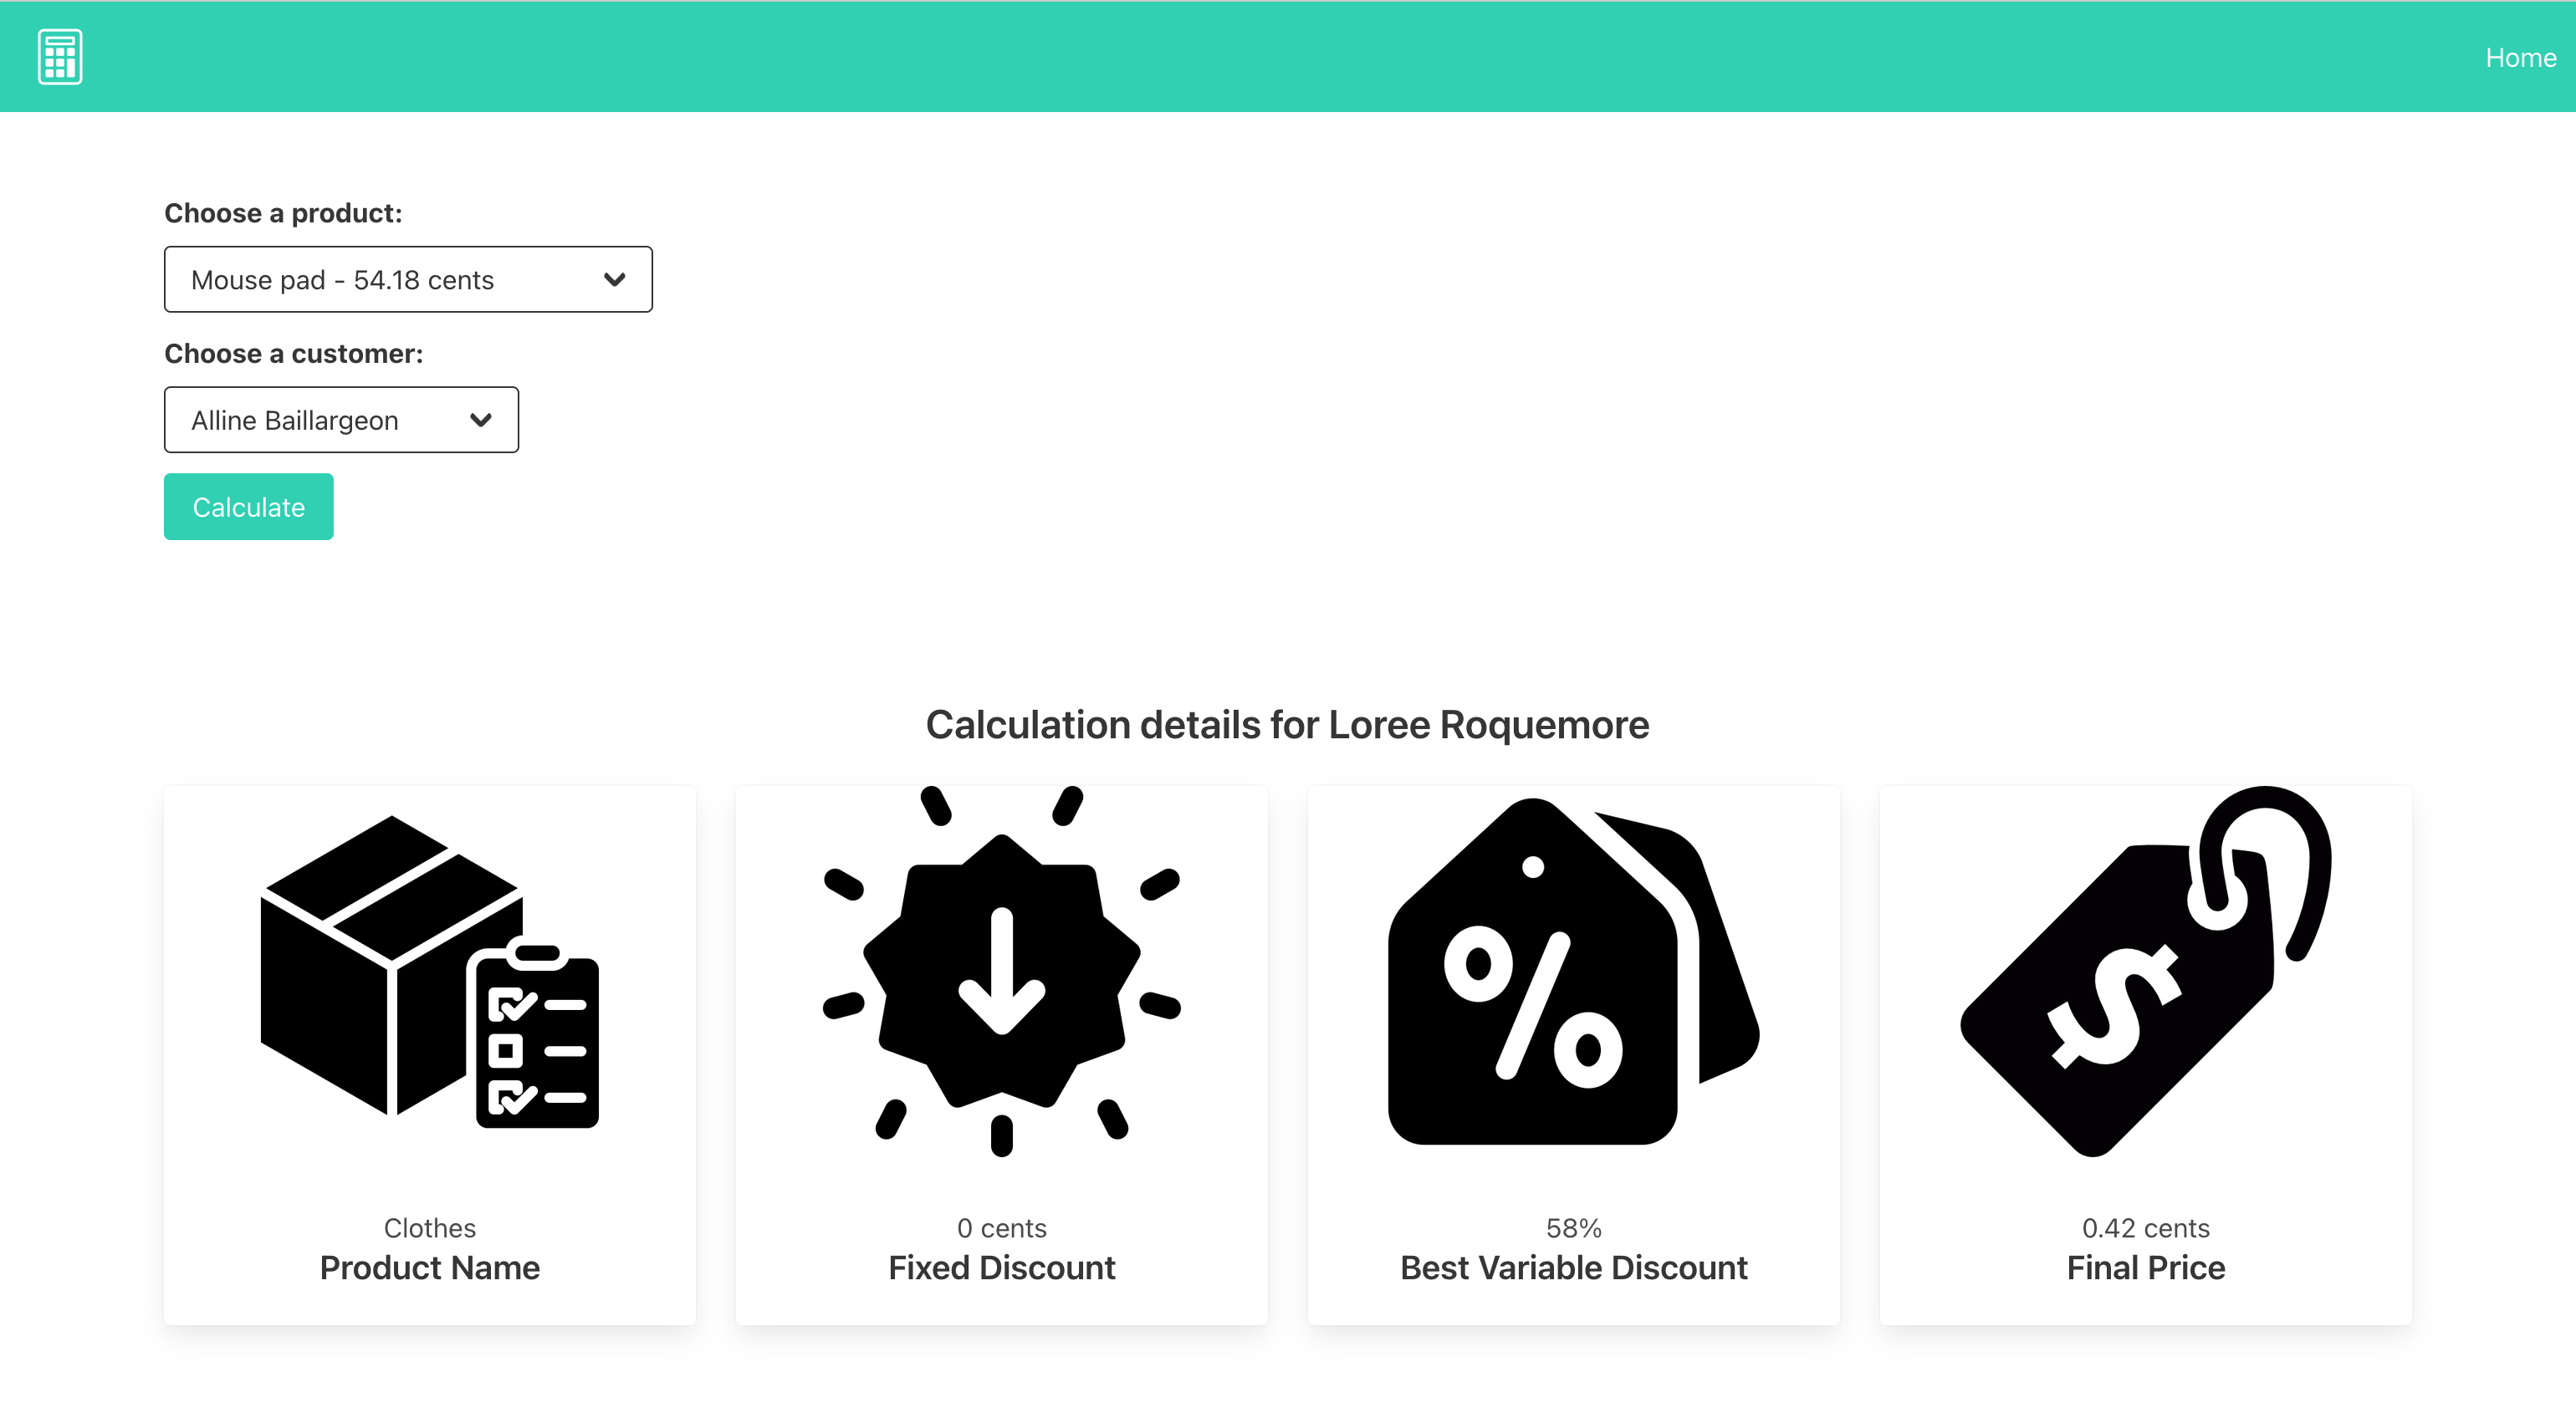 Home
Choose a product:
Mouse pad - 54.18 cents
Choose a customer:
Alline Baillargeon
Calculate
Calculation details for Loree Roquemore
Clothes
Product Name
0 cents
Fixed Discount
58%
Best Variable Discount
0.42 cents
Final Price